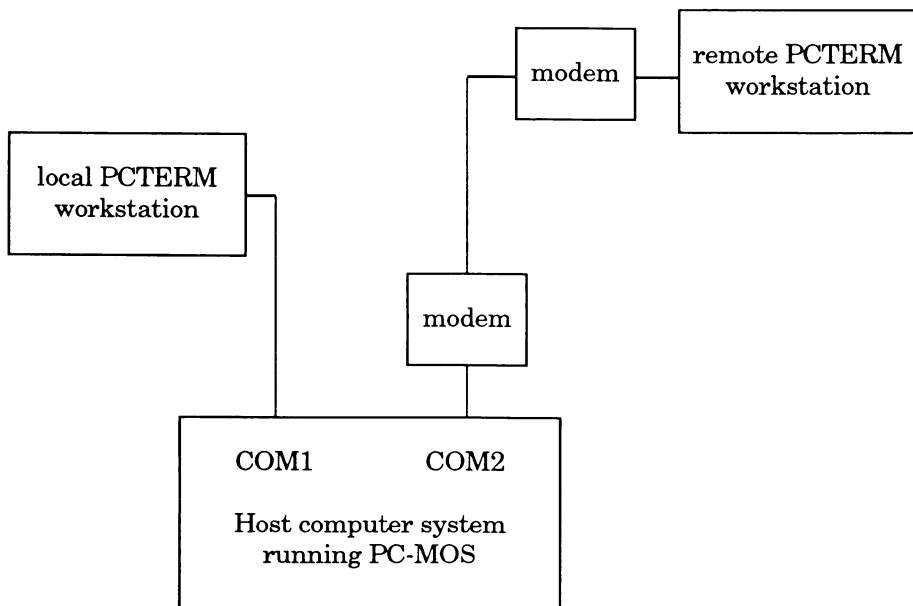 remote PCTERM
workstation
modem
local PCTERM
workstation
modem
COM1
COM2
Host computer system
running PC-MOS